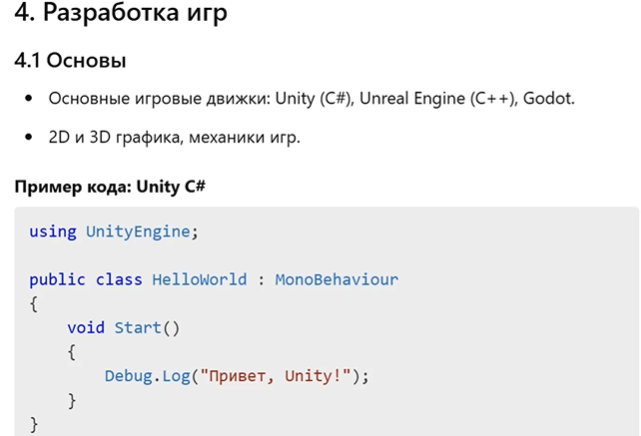 4. Разработка игр
4.1 Основы
• Основные игровые движки: Unity (C#), Unreal Engine (C++), Godot.
• 2D и 3D графика, механики игр.
Пример кода: Unity C#
using UnityEngine;
public class HelloWorld : MonoBehaviour
{
    void Start()
    {
        Debug.Log("Привет, Unity!");
    }
}